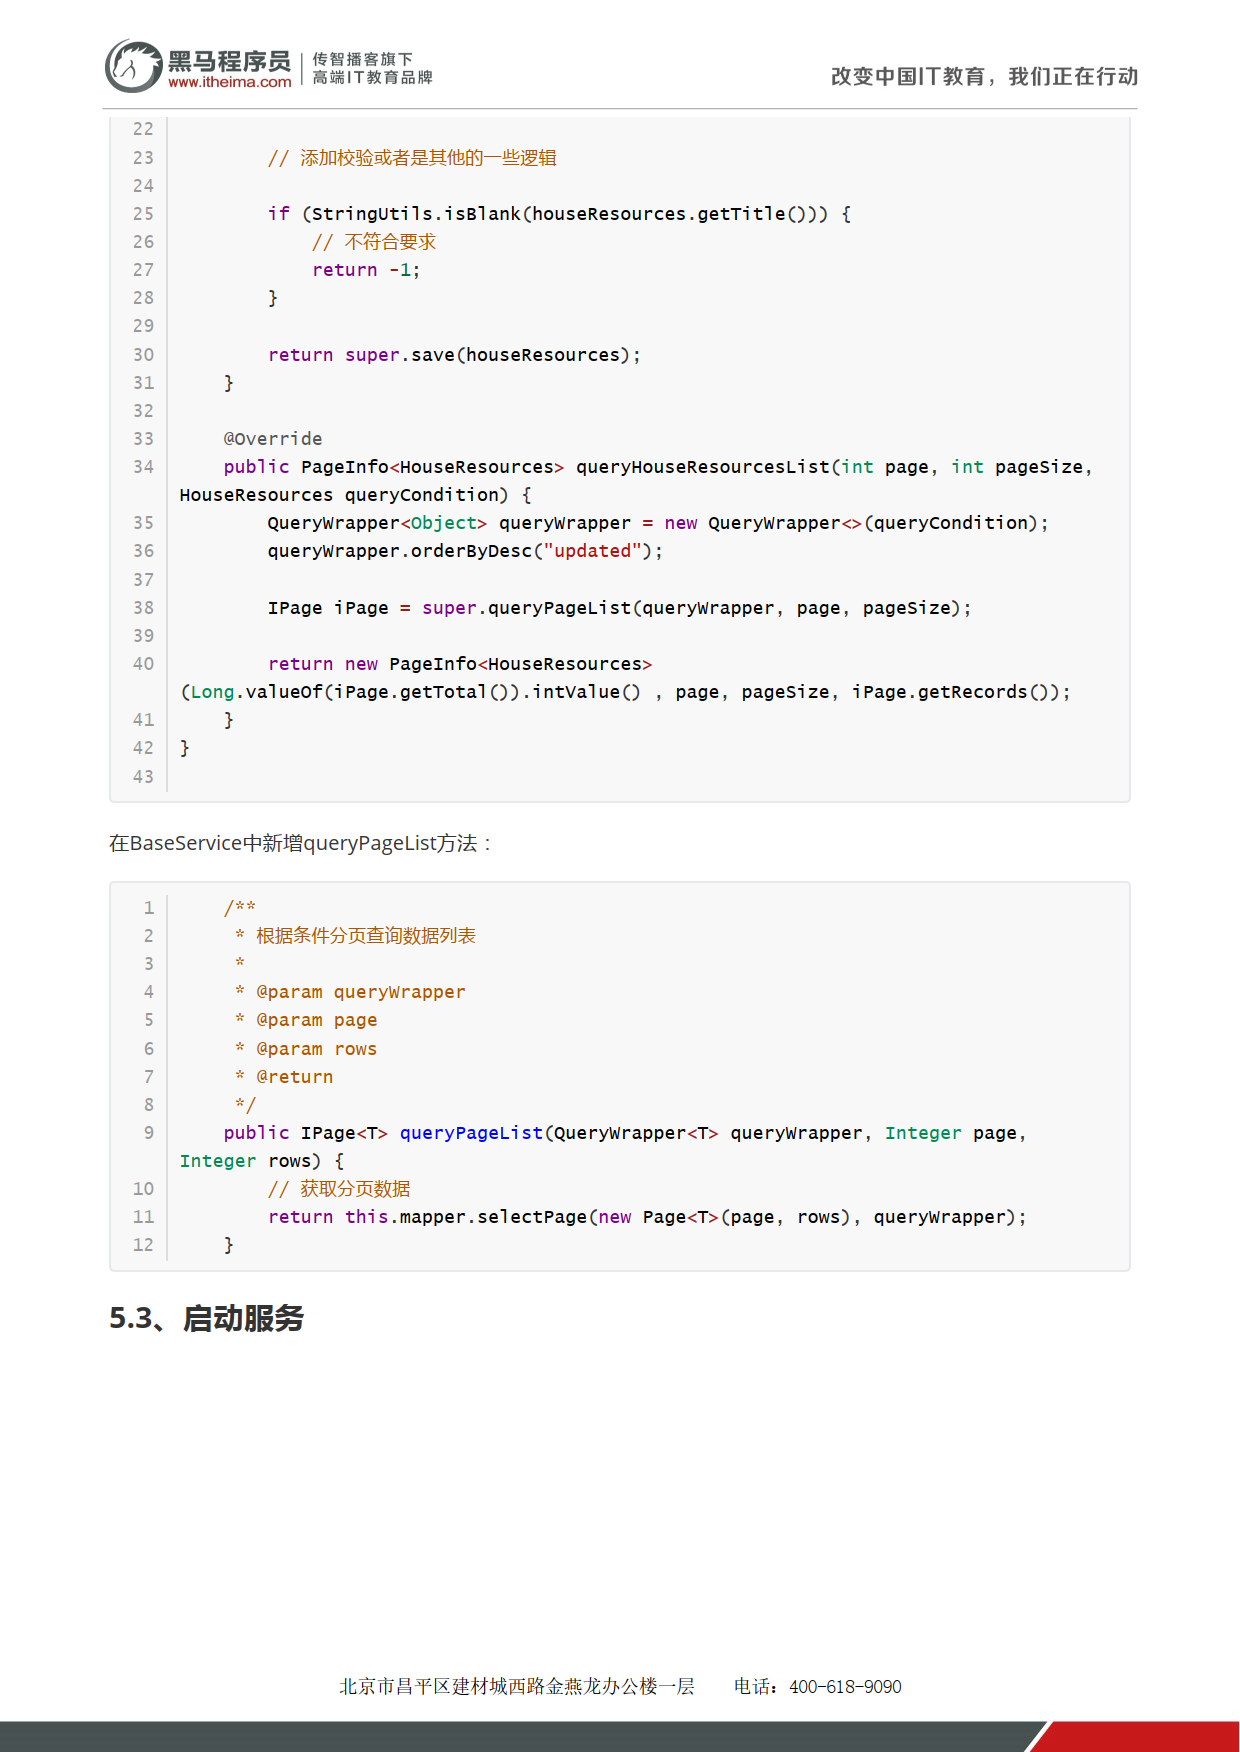 黑马程序员
www.itheima.com
传智播客旗下
高端IT教育品牌
改变中国IT教育，我们正在行动
22
23         // 添加校验或者是其他的一些逻辑
24
25         if (StringUtils.isBlank(houseResources.getTitle())) {
26             // 不符合要求
27             return -1;
28         }
29
30         return super.save(houseResources);
31     }
32
33     @Override
34     public PageInfo<HouseResources> queryHouseResourcesList(int page, int pageSize,
HouseResources queryCondition) {
35         QueryWrapper<Object> queryWrapper = new QueryWrapper<>(queryCondition);
36         queryWrapper.orderByDesc("updated");
37
38         IPage iPage = super.queryPageList(queryWrapper, page, pageSize);
39
40         return new PageInfo<HouseResources>
(Long.valueOf(iPage.getTotal()).intValue() , page, pageSize, iPage.getRecords());
41     }
42 }
43
在BaseService中新增queryPageList方法：
1     /**
2      * 根据条件分页查询数据列表
3      *
4      * @param queryWrapper
5      * @param page
6      * @param rows
7      * @return
8      */
9     public IPage<T> queryPageList(QueryWrapper<T> queryWrapper, Integer page,
Integer rows) {
10         // 获取分页数据
11         return this.mapper.selectPage(new Page<T>(page, rows), queryWrapper);
12     }
5.3、启动服务
北京市昌平区建材城西路金燕龙办公楼一层 电话：400-618-9090